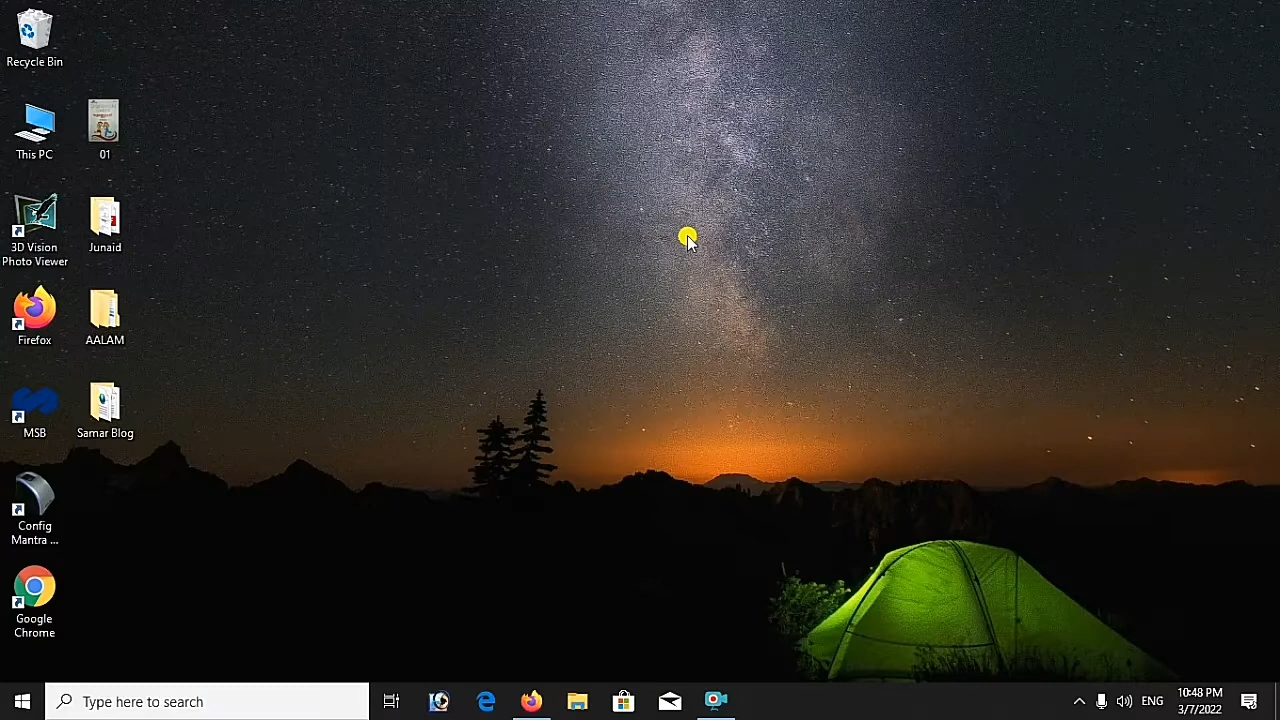 Recycle Bin
This PC
01
3D Vision
Photo Viewer
Junaid
Firefox
AALAM
MSB
Samar Blog
Config
Mantra ...
Google
Chrome
Type here to search
ENG
10:48 PM
3/7/2022